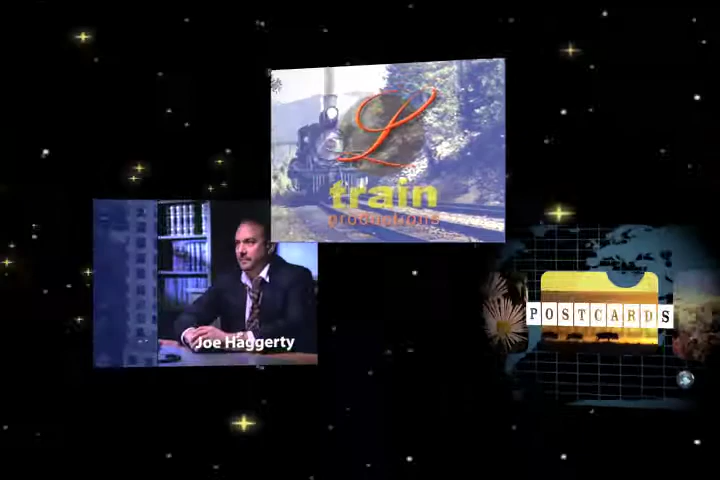 L
train
productions
Joe Haggerty
POSTCARDS